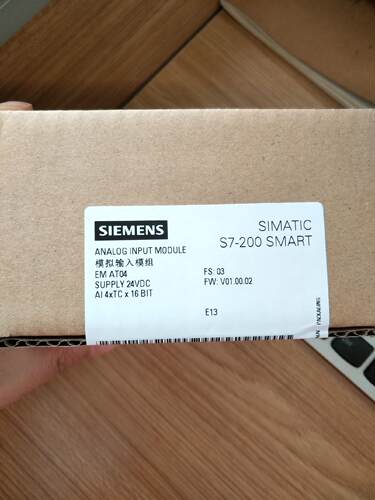 SIEMENS
SIMATIC
S7-200 SMART
ANALOG INPUT MODULE
模拟输入模组
EM AT04
SUPPLY 24VDC
AI 4xTC x 16 BIT
FS: 03
FW: V01.00.02
E13
PACKAGING